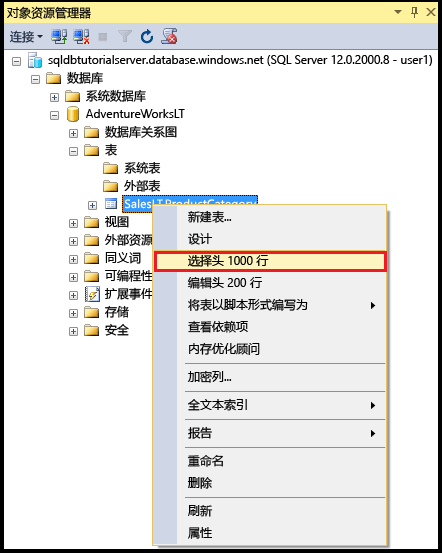 对象资源管理器
连接
sqldbtutorialserver.database.windows.net (SQL Server 12.0.2000.8 - user1)
数据库
系统数据库
AdventureWorksLT
数据库关系图
表
系统表
外部表
SalesLT.ProductCategory
视图
外部资源
同义词
可编程性
扩展事件
存储
安全
新建表...
设计
选择头 1000 行
编辑头 200 行
将表以脚本形式编写为
查看依赖项
内存优化顾问
加密列...
全文本索引
报告
重命名
删除
刷新
属性